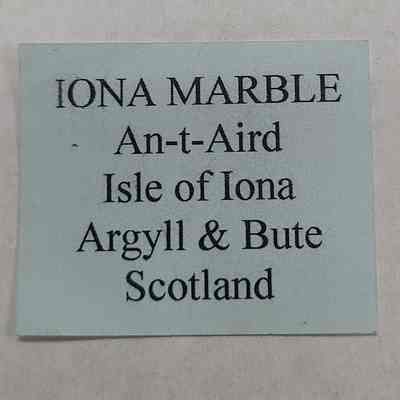 IONA MARBLE
An-t-Aird
Isle of Iona
Argyll & Bute
Scotland